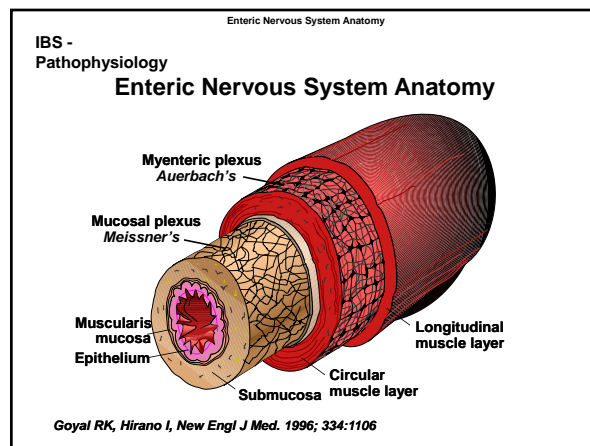 Enteric Nervous System Anatomy
IBS -
Pathophysiology
Enteric Nervous System Anatomy
Myenteric plexus
Auerbach's
Mucosal plexus
Meissner's
Muscularis
mucosa
Epithelium
Submucosa
Circular
muscle layer
Longitudinal
muscle layer
Goyal RK, Hirano I, New Engl J Med. 1996; 334:1106